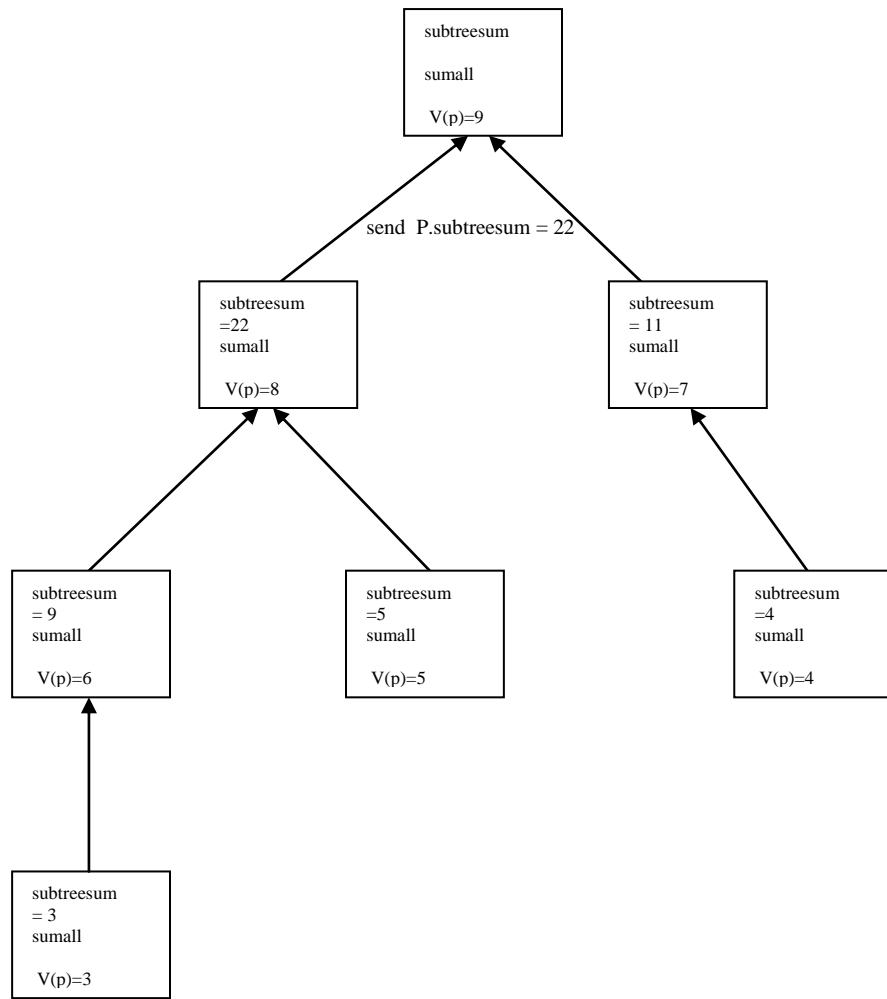 subtreesum
sumall
V(p)=9
send P.subtreesum = 22
subtreesum
=22
sumall
V(p)=8
subtreesum
= 11
sumall
V(p)=7
subtreesum
= 9
sumall
V(p)=6
subtreesum
=5
sumall
V(p)=5
subtreesum
=4
sumall
V(p)=4
subtreesum
= 3
sumall
V(p)=3